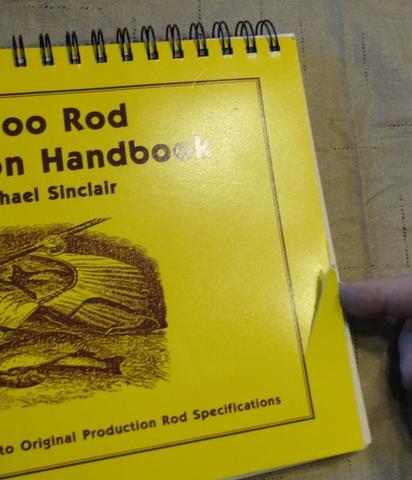 oo Rod
on Handbook
hael Sinclair
to Original Production Rod Specifications